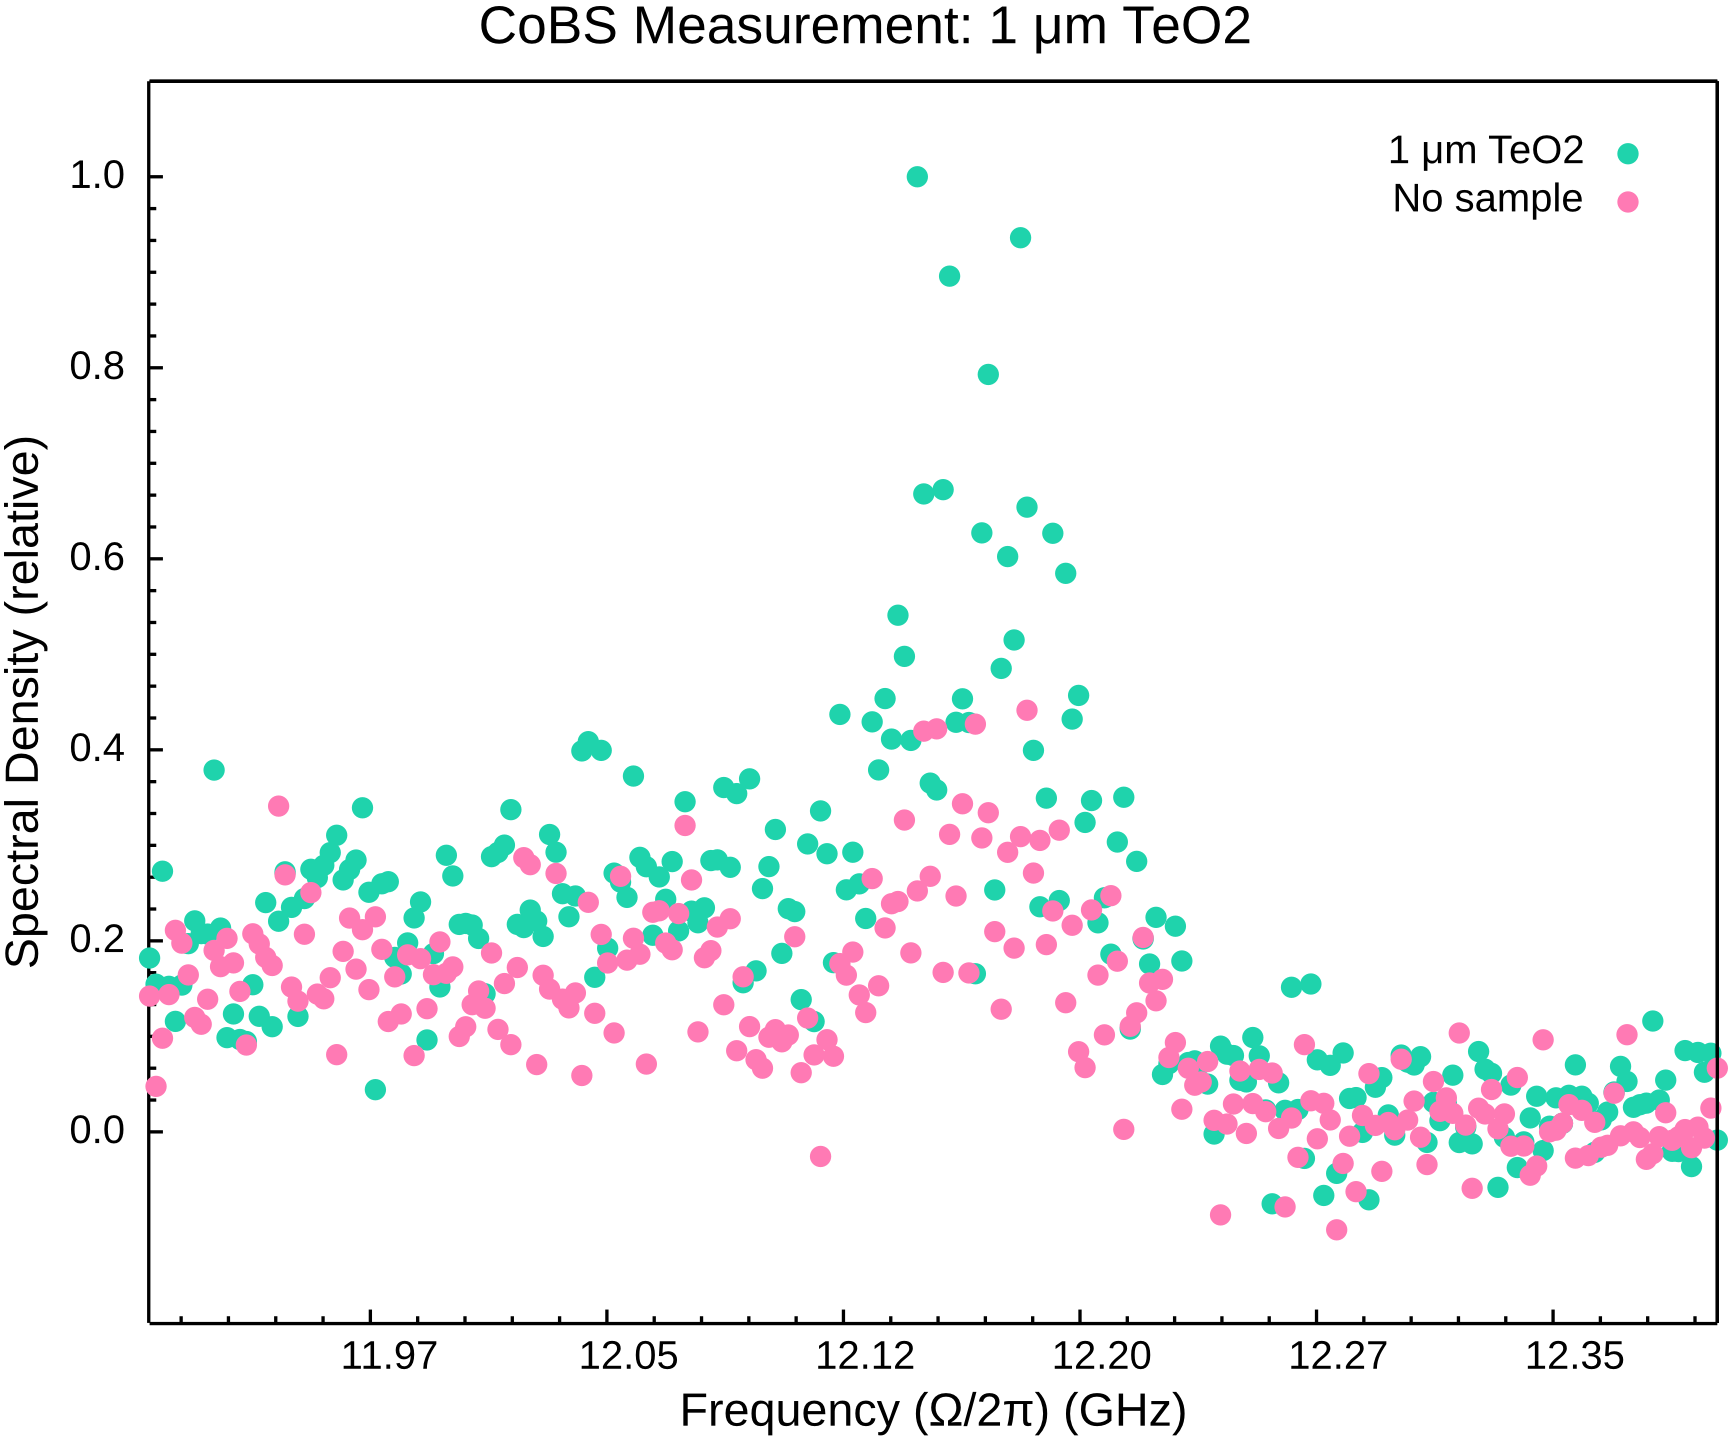 CoBS Measurement: 1 μm TeO2
1 μm TeO2
No sample
Spectral Density (relative)
1.0
0.8
0.6
0.4
0.2
0.0
11.97 12.05 12.12 12.20 12.27 12.35
Frequency (Ω/2π) (GHz)